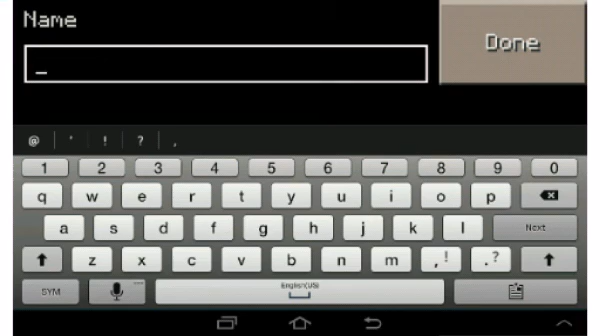 Name
_
Done
@ ' ! ? ,
1 2 3 4 5 6 7 8 9 0
q w e r t y u i o p
a s d f g h j k l Next
z x c v b n m ,! .?
SYM English(US)